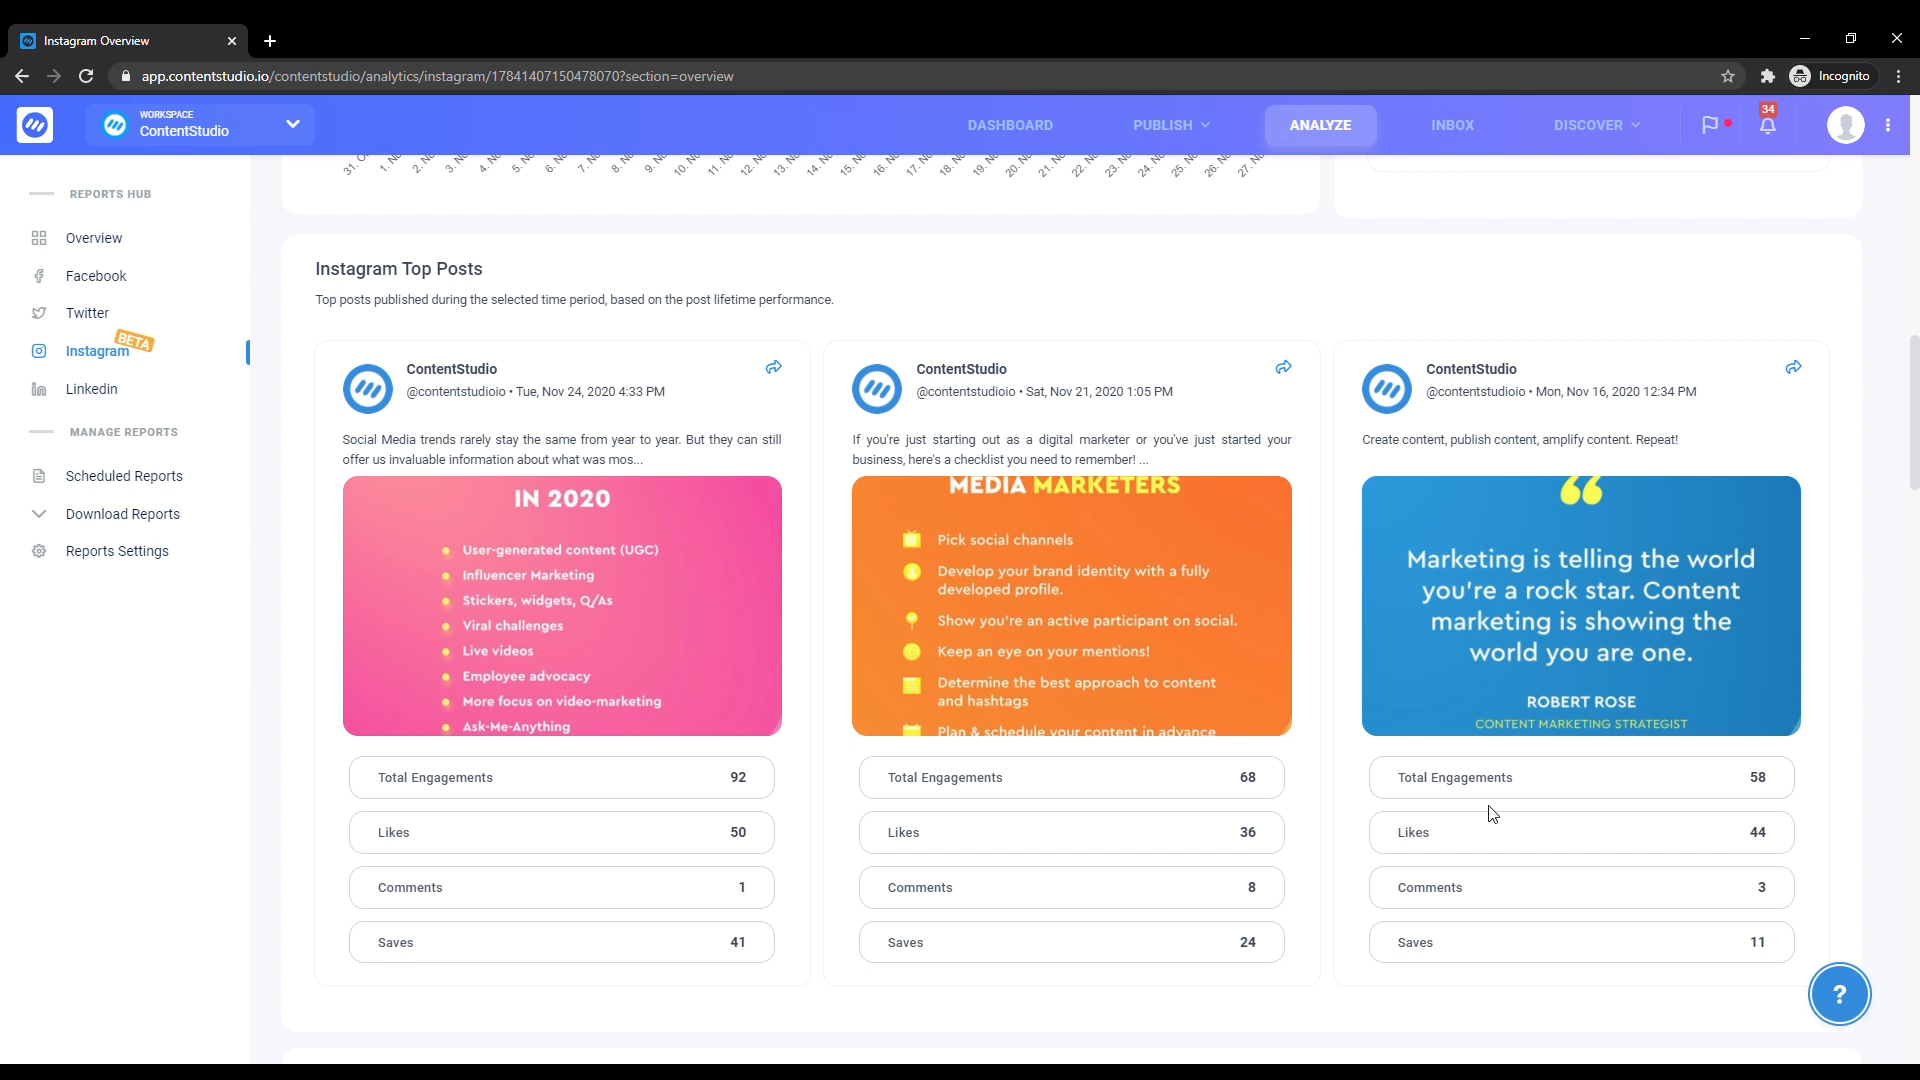 Instagram Overview
app.contentstudio.io/contentstudio/analytics/instagram/17841407150478070?section=overview
Incognito
WORKSPACE
ContentStudio
DASHBOARD
PUBLISH
ANALYZE
INBOX
DISCOVER
34
REPORTS HUB
Overview
Facebook
Twitter
BETA
Instagram
Linkedin
MANAGE REPORTS
Scheduled Reports
Download Reports
Reports Settings
Instagram Top Posts
Top posts published during the selected time period, based on the post lifetime performance.
ContentStudio
@contentstudioio • Tue, Nov 24, 2020 4:33 PM
Social Media trends rarely stay the same from year to year. But they can still
offer us invaluable information about what was mos...
IN 2020
User-generated content (UGC)
Influencer Marketing
Stickers, widgets, Q/As
Viral challenges
Live videos
Employee advocacy
More focus on video-marketing
Ask-Me-Anything
Total Engagements 92
Likes 50
Comments 1
Saves 41
ContentStudio
@contentstudioio • Sat, Nov 21, 2020 1:05 PM
If you're just starting out as a digital marketer or you've just started your
business, here's a checklist you need to remember! ...
MEDIA MARKETERS
Pick social channels
Develop your brand identity with a fully
developed profile.
Show you're an active participant on social.
Keep an eye on your mentions!
Determine the best approach to content
and hashtags
Plan & schedule your content in advance
Total Engagements 68
Likes 36
Comments 8
Saves 24
ContentStudio
@contentstudioio • Mon, Nov 16, 2020 12:34 PM
Create content, publish content, amplify content. Repeat!
“
Marketing is telling the world
you're a rock star. Content
marketing is showing the
world you are one.
ROBERT ROSE
CONTENT MARKETING STRATEGIST
Total Engagements 58
Likes 44
Comments 3
Saves 11
?